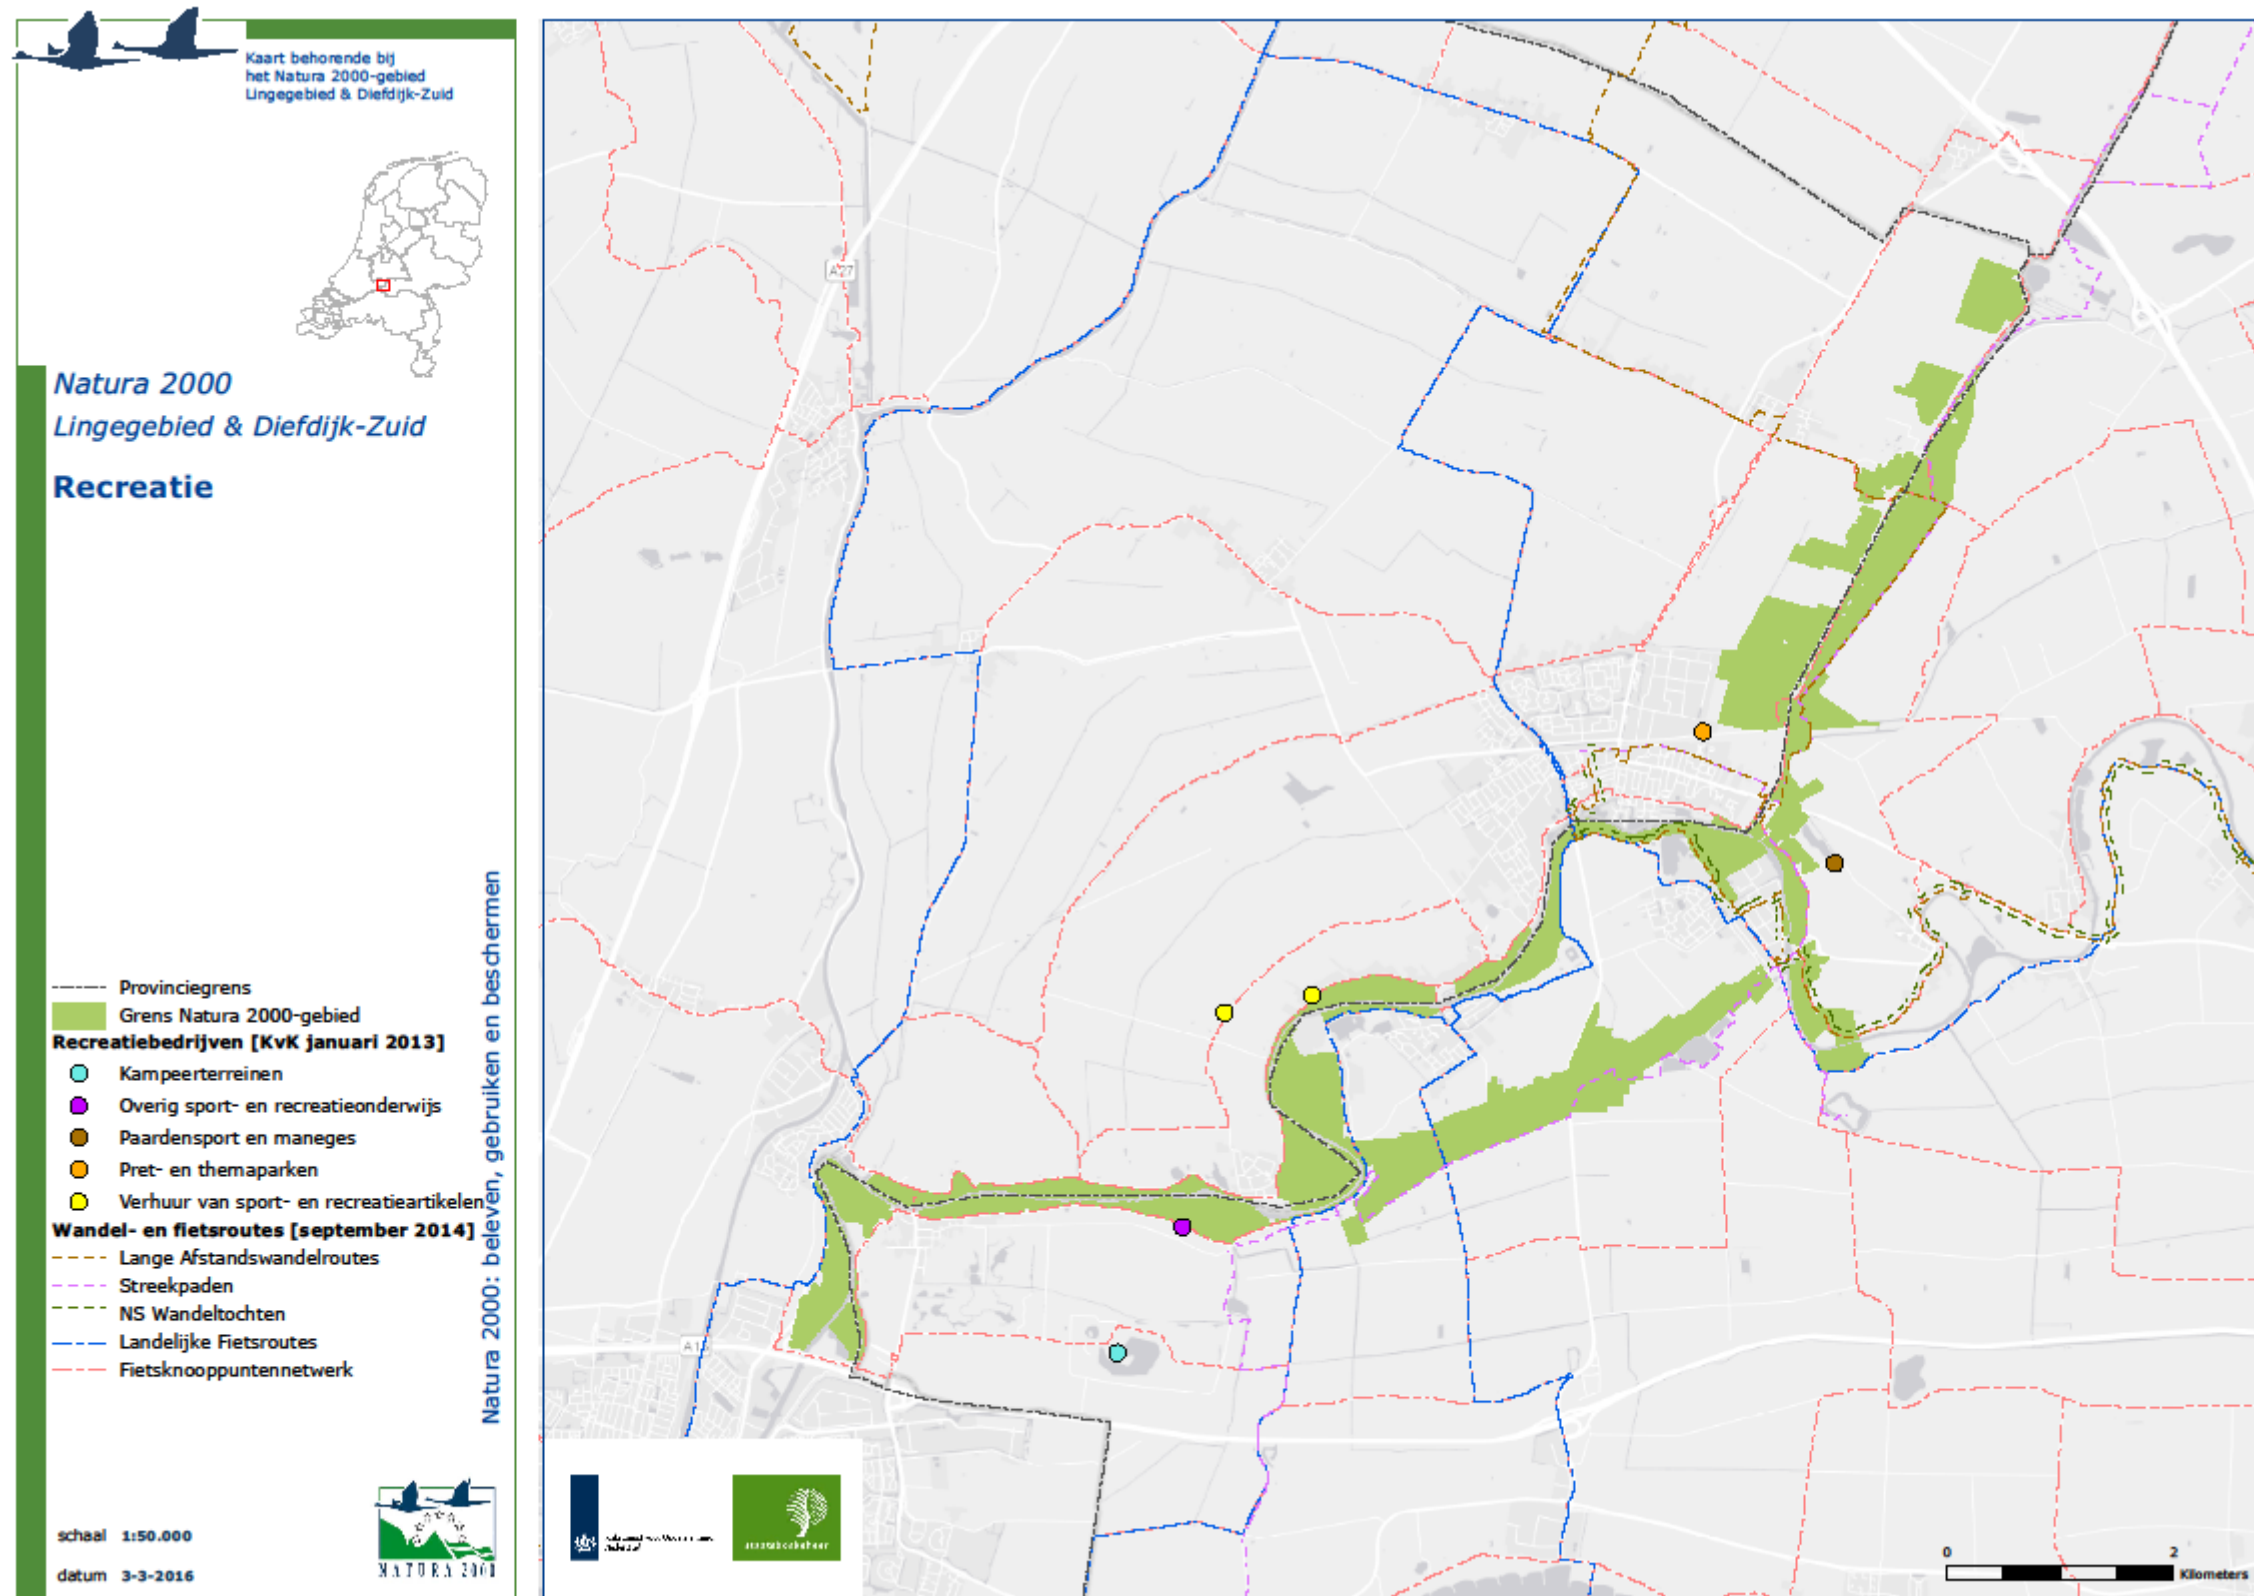 Kaart behorende bij
het Natura 2000-gebied
Lingegebied & Diefdijk-Zuid
Natura 2000
Lingegebied & Diefdijk-Zuid
Recreatie
Natura 2000: beleven, gebruiken en beschermen
Provinciegrens
Grens Natura 2000-gebied
Recreatiebedrijven [KvK januari 2013]
Kampeerterreinen
Overig sport- en recreatieonderwijs
Paardensport en maneges
Pret- en themaparken
Verhuur van sport- en recreatieartikelen
Wandel- en fietsroutes [september 2014]
Lange Afstandswandelroutes
Streekpaden
NS Wandeltochten
Landelijke Fietsroutes
Fietsknooppuntennetwerk
schaal 1:50.000
datum 3-3-2016
NATURA 2000
A27
staatsbosbeheer
0 2
Kilometers